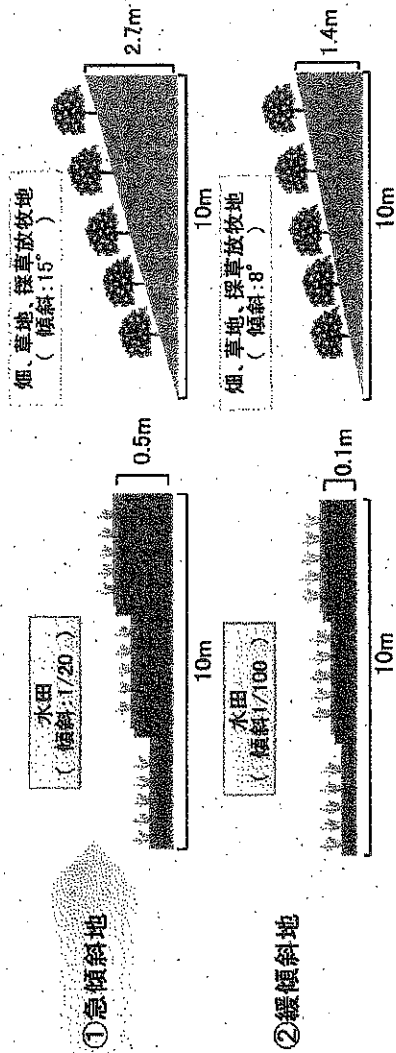 ①急傾斜地
水田
( 傾斜:1/20 )
0.5m
10m
畑、草地、採草放牧地
( 傾斜:15° )
2.7m
10m
②緩傾斜地
水田
( 傾斜1/100 )
0.1m
10m
畑、草地、採草放牧地
( 傾斜:8° )
1.4m
10m